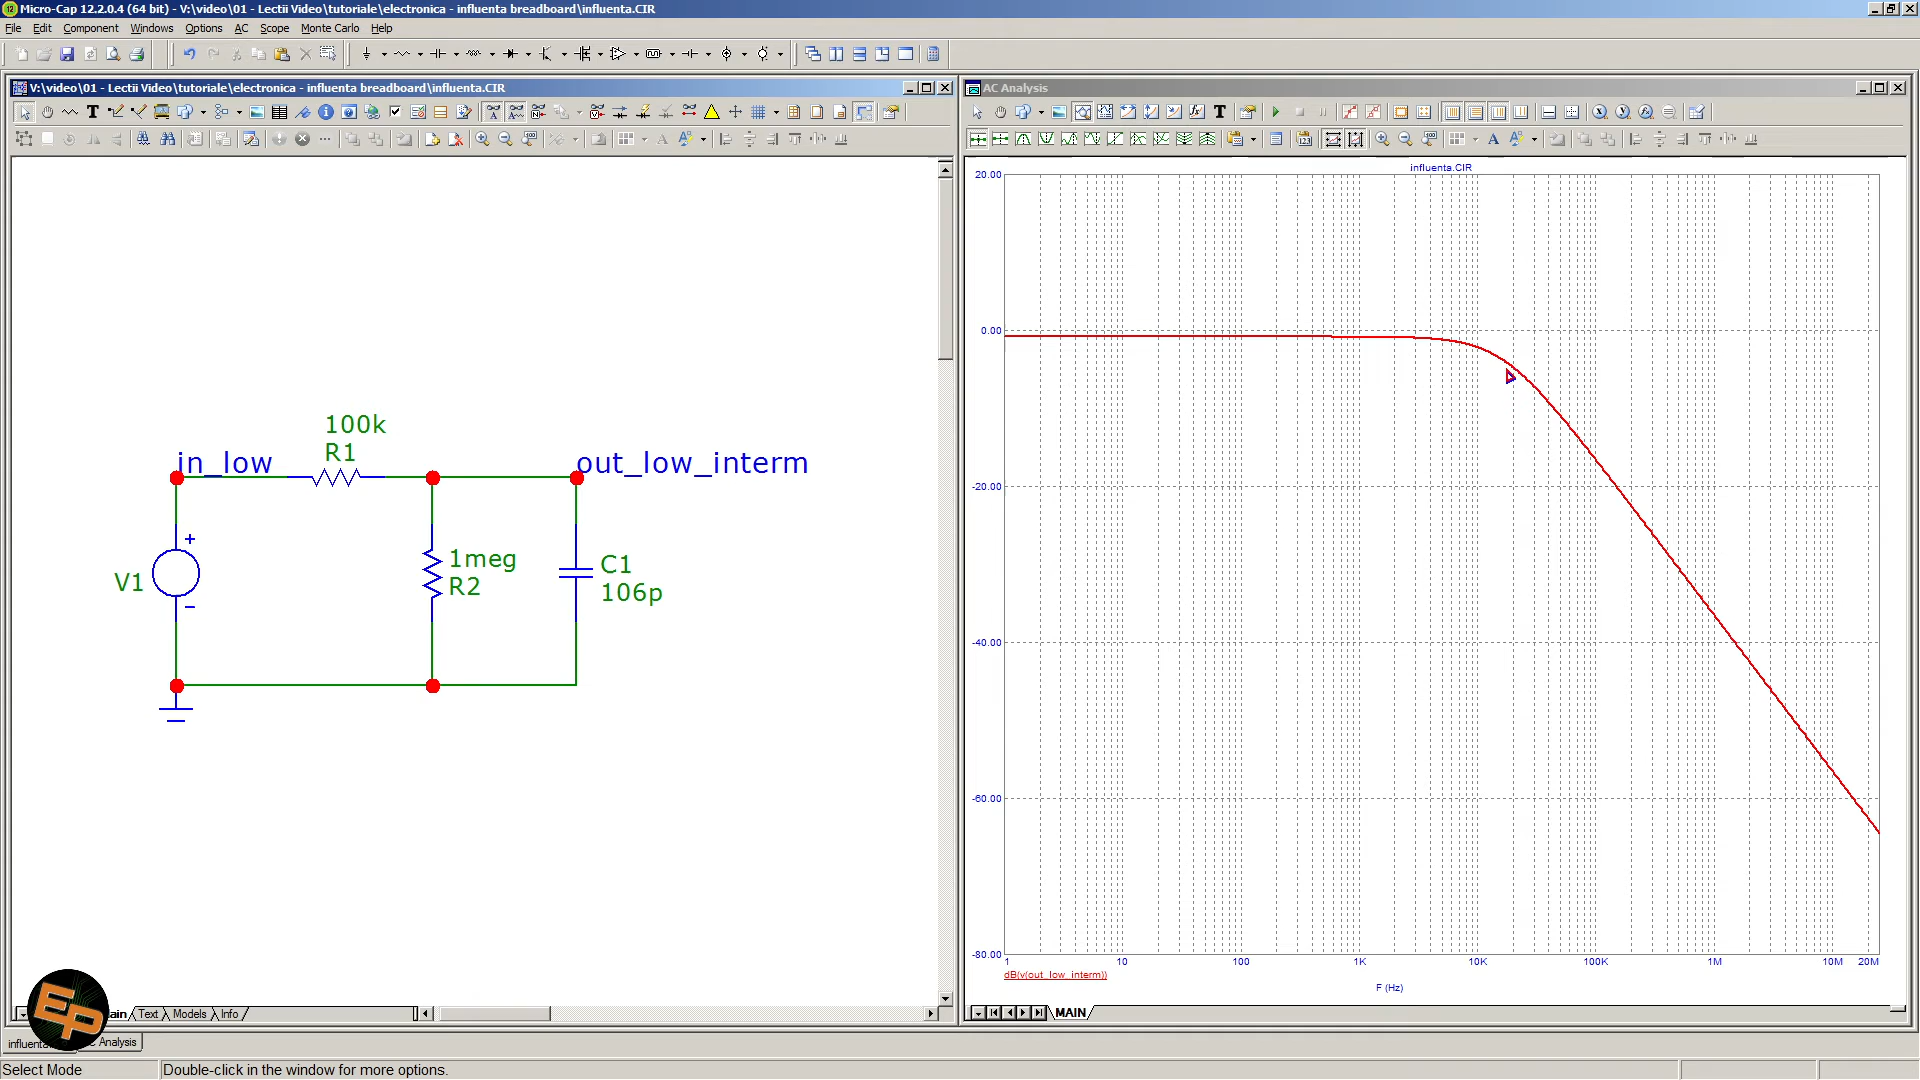 Micro-Cap 12.2.0.4 (64 bit) - V:\video\01 - Lectii Video\tutoriale\electronica - influenta breadboard\influenta.CIR
File Edit Component Windows Options AC Scope Monte Carlo Help
V:\video\01 - Lectii Video\tutoriale\electronica - influenta breadboard\influenta.CIR
AC Analysis
influenta.CIR
20.00
0.00
-20.00
-40.00
-60.00
-80.00
1 10 100 1K 10K 100K 1M 10M 20M
dB(v(out_low_interm))
F (Hz)
100k
R1
in_low
out_low_interm
+
V1
−
1meg
R2
C1
106p
EP
ain Text Models Info
MAIN
influenta
Analysis
Select Mode
Double-click in the window for more options.